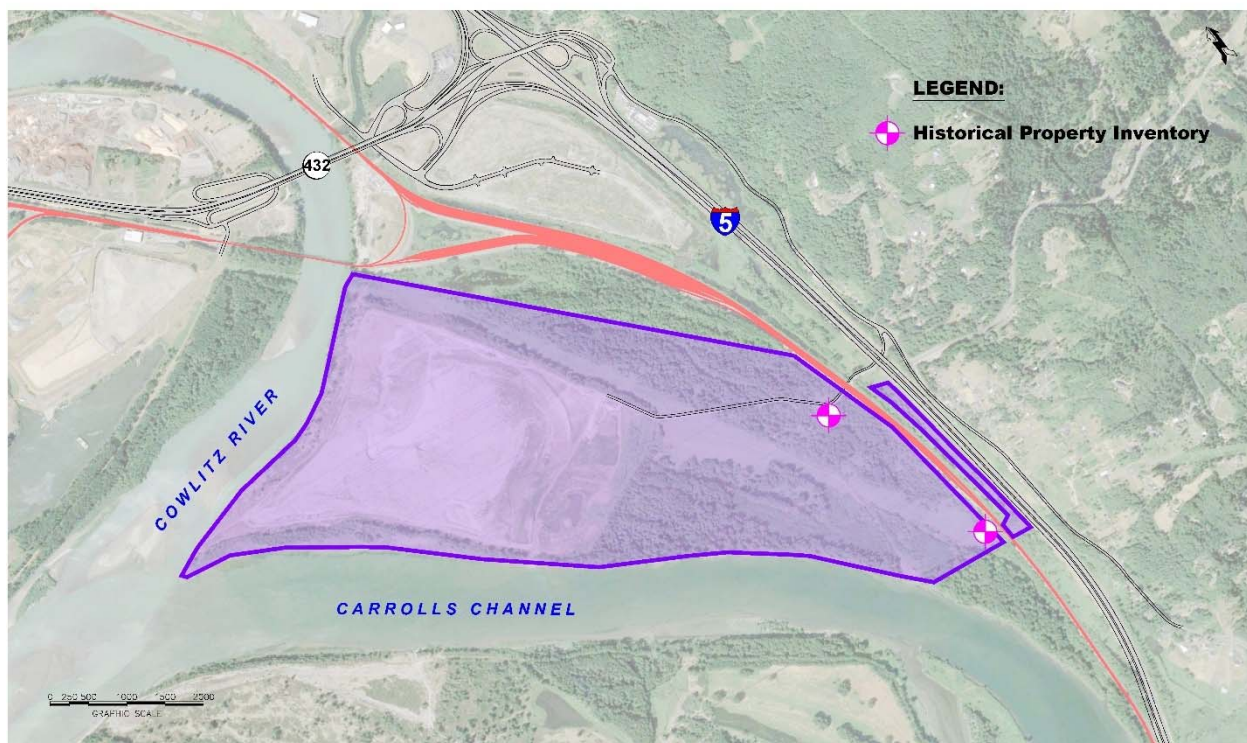 LEGEND:
Historical Property Inventory
432
5
COWLITZ RIVER
CARROLLS CHANNEL
0 250 500 1000 1500 2000
GRAPHIC SCALE